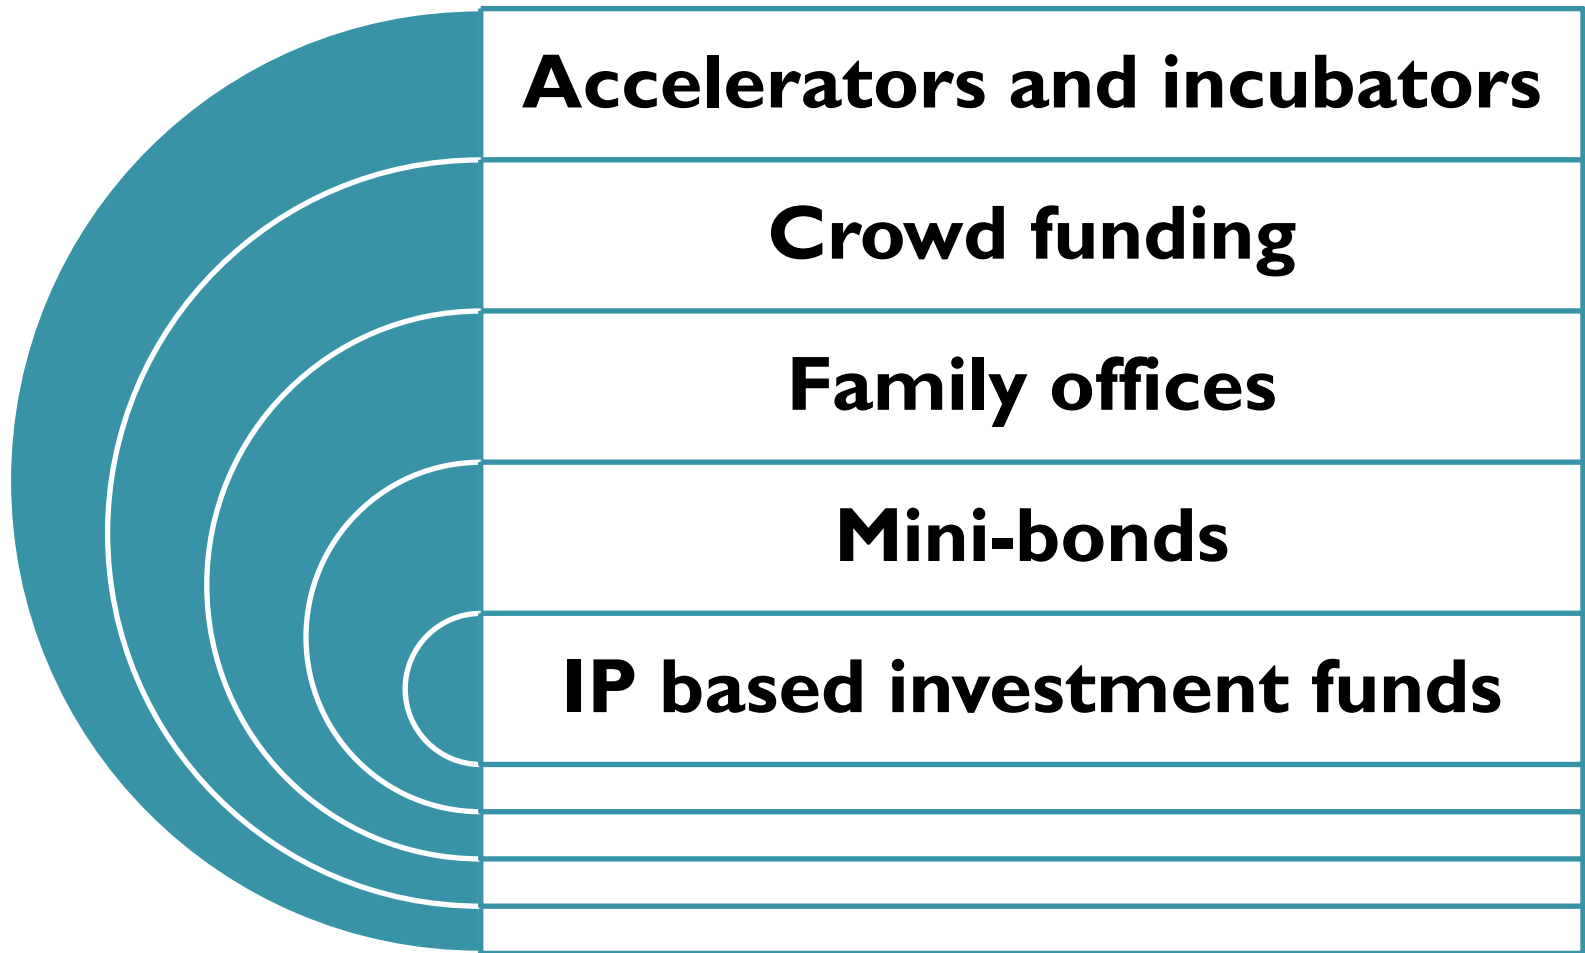 Accelerators and incubators
Crowd funding
Family offices
Mini-bonds
IP based investment funds